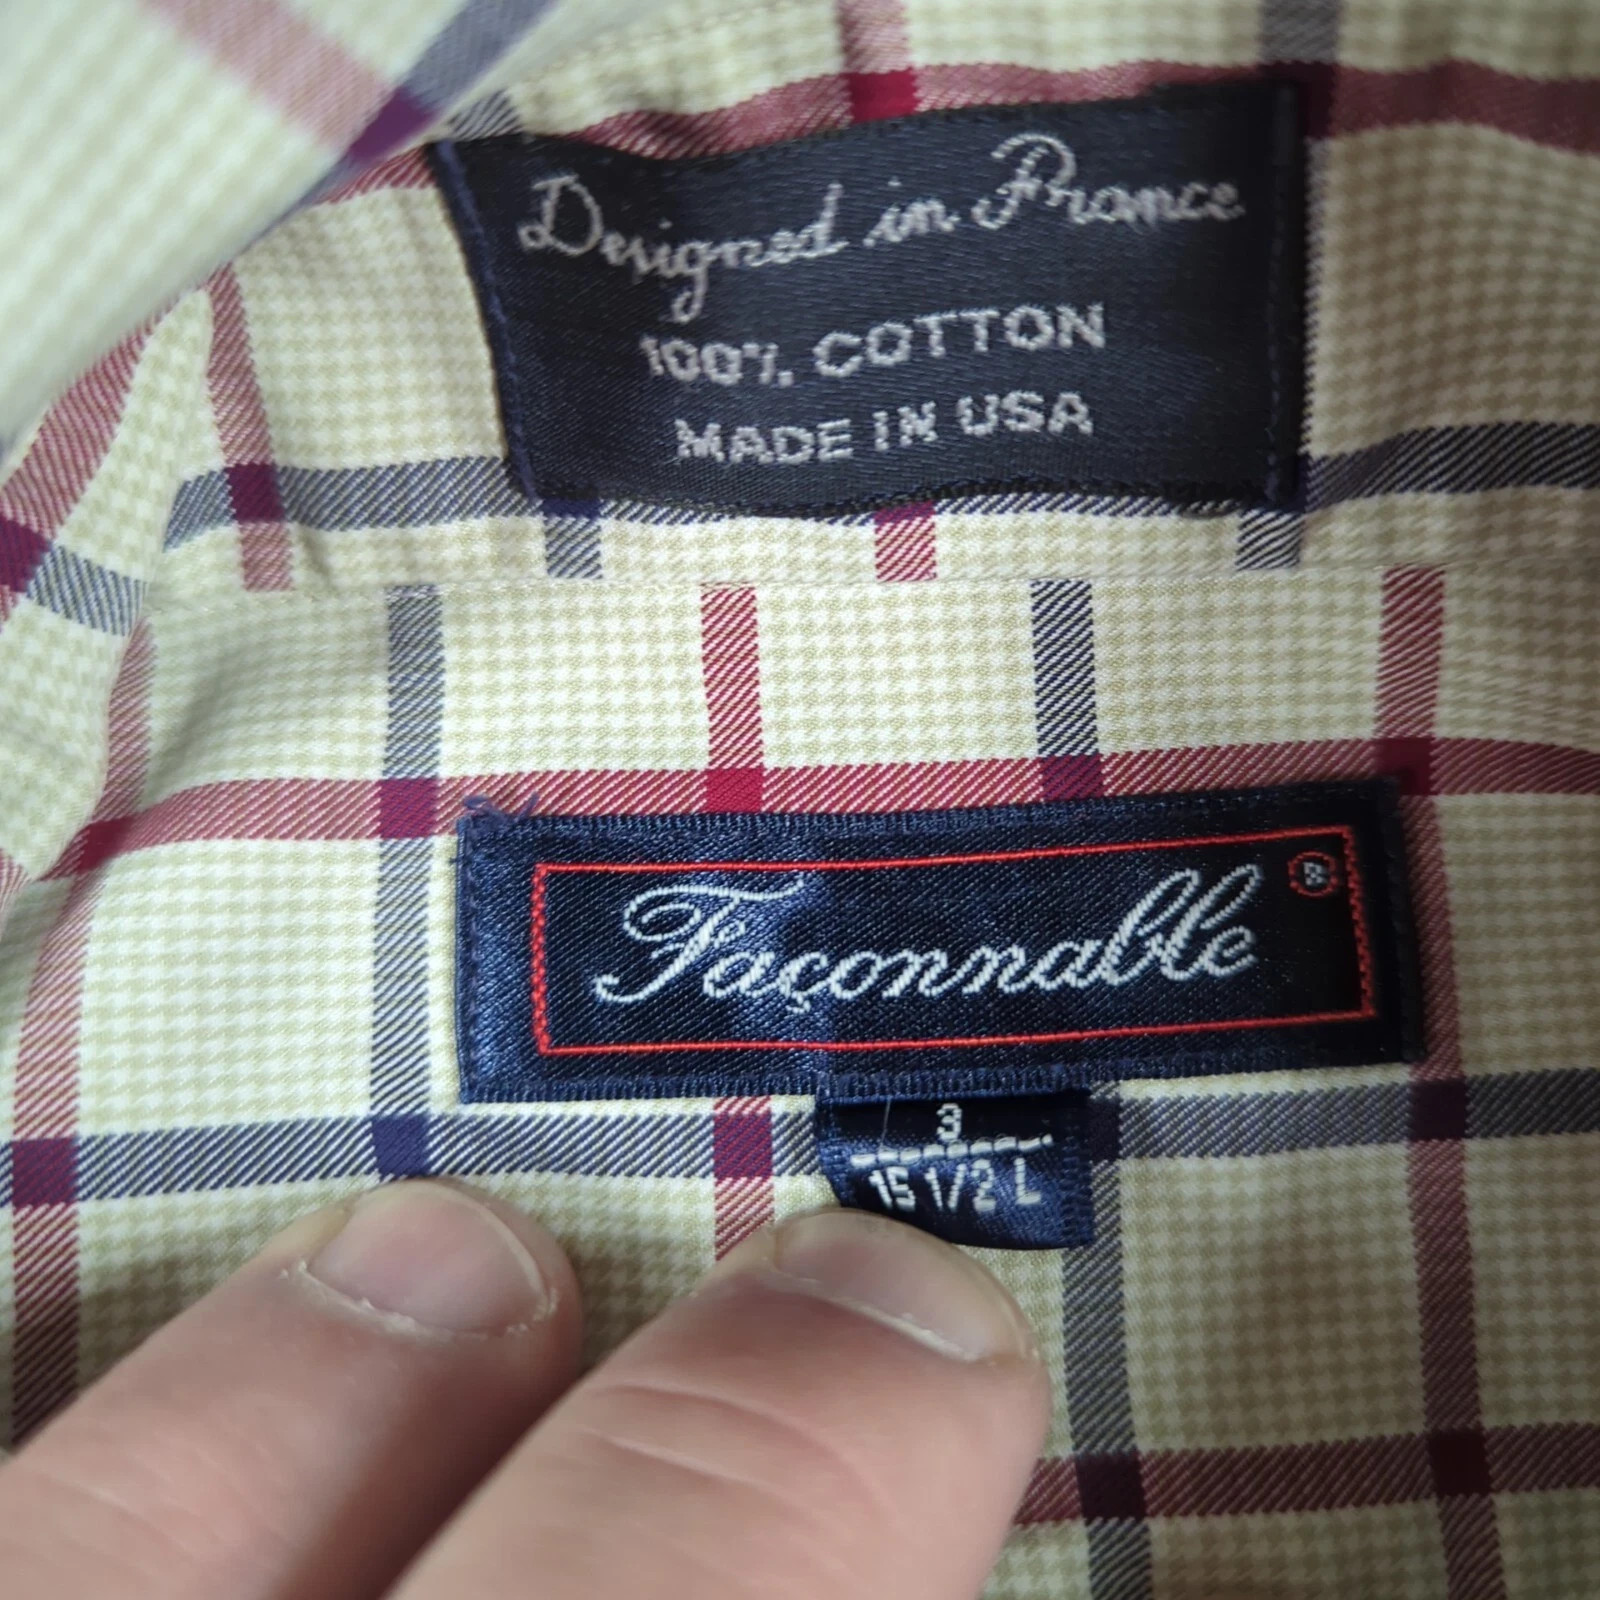 Designed in France
100% COTTON
MADE IN USA
Façonnable ®
3
15 1/2 L